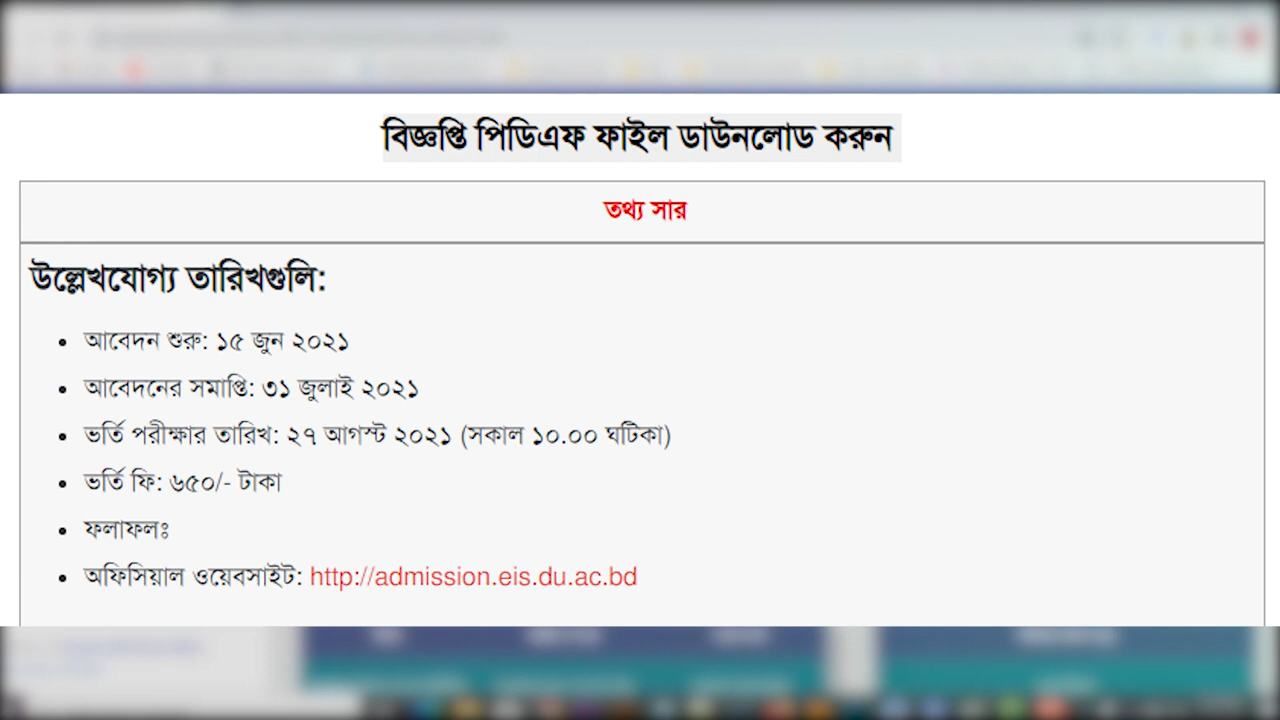 বিজ্ঞপ্তি পিডিএফ ফাইল ডাউনলোড করুন
তথ্য সার
উল্লেখযোগ্য তারিখগুলি:
আবেদন শুরু: ১৫ জুন ২০২১
আবেদনের সমাপ্তি: ৩১ জুলাই ২০২১
ভর্তি পরীক্ষার তারিখ: ২৭ আগস্ট ২০২১ (সকাল ১০.০০ ঘটিকা)
ভর্তি ফি: ৬৫০/- টাকা
ফলাফলঃ
অফিসিয়াল ওয়েবসাইট: http://admission.eis.du.ac.bd